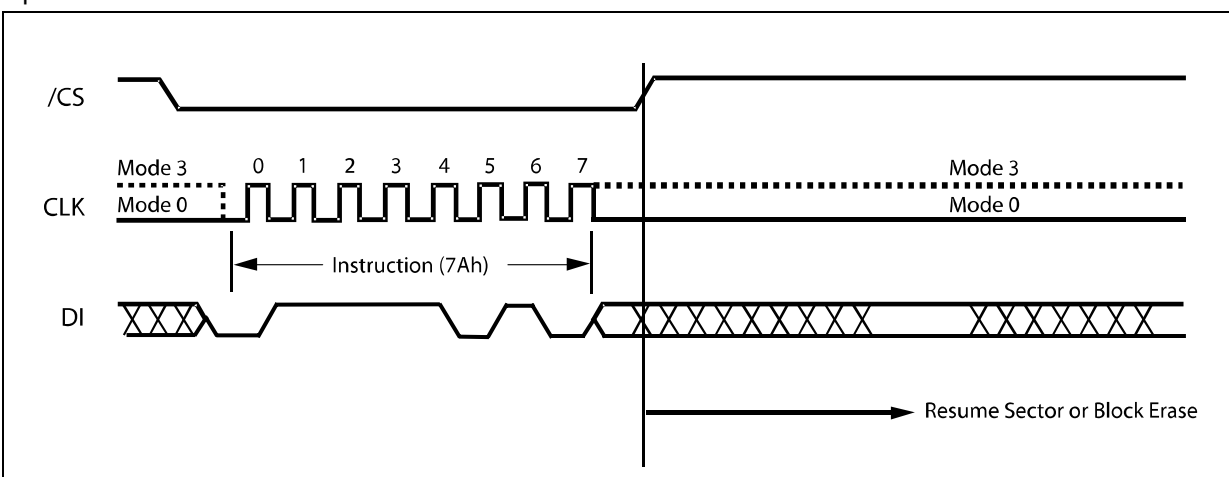 /CS
Mode 3
0 1 2 3 4 5 6 7
Mode 3
CLK
Mode 0
Mode 0
Instruction (7Ah)
DI
Resume Sector or Block Erase